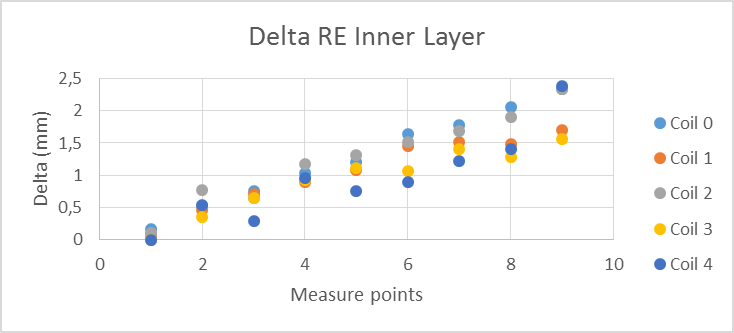 Delta RE Inner Layer
Delta (mm)
2,5
2
1,5
1
0,5
0
0 2 4 6 8 10
Measure points
Coil 0
Coil 1
Coil 2
Coil 3
Coil 4